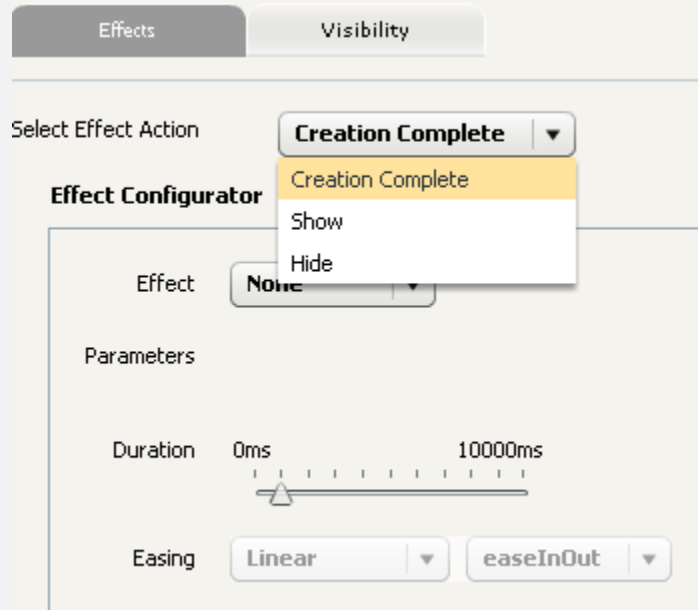 Effects Visibility
Select Effect Action Creation Complete
Creation Complete
Effect Configurator
Show
Hide
Effect None
Parameters
Duration 0ms 10000ms
Easing Linear easeInOut